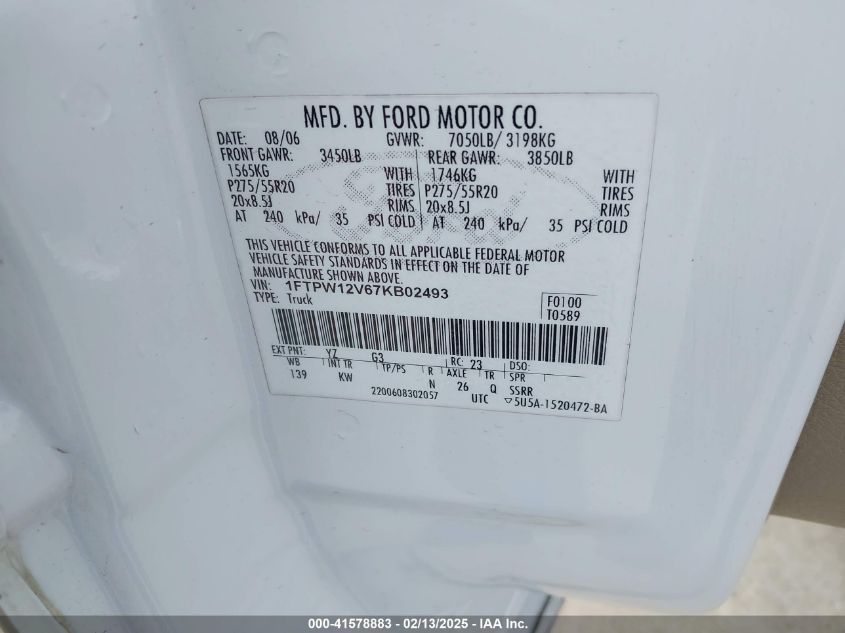 MFD. BY FORD MOTOR CO.
DATE: 08/06 GVWR: 7050LB/ 3198KG
FRONT GAWR: 3450LB REAR GAWR: 3850LB
1565KG WITH 1746KG WITH
P275/55R20 TIRES P275/55R20 TIRES
20x8.5J RIMS 20x8.5J RIMS
AT 240 kPa/ 35 PSI COLD AT 240 kPa/ 35 PSI COLD
THIS VEHICLE CONFORMS TO ALL APPLICABLE FEDERAL MOTOR
VEHICLE SAFETY STANDARDS IN EFFECT ON THE DATE OF
MANUFACTURE SHOWN ABOVE.
VIN: 1FTPW12V67KB02493
TYPE: Truck
F0100
T0589
EXT PNT: YZ G3 RC: 23 DSO:
WB INT TR TP/PS R AXLE TR SPR
139 KW N 26 Q SSRR
2200608302057 UTC ▽5U5A-1520472-BA
000-41578883 - 02/13/2025 - IAA Inc.